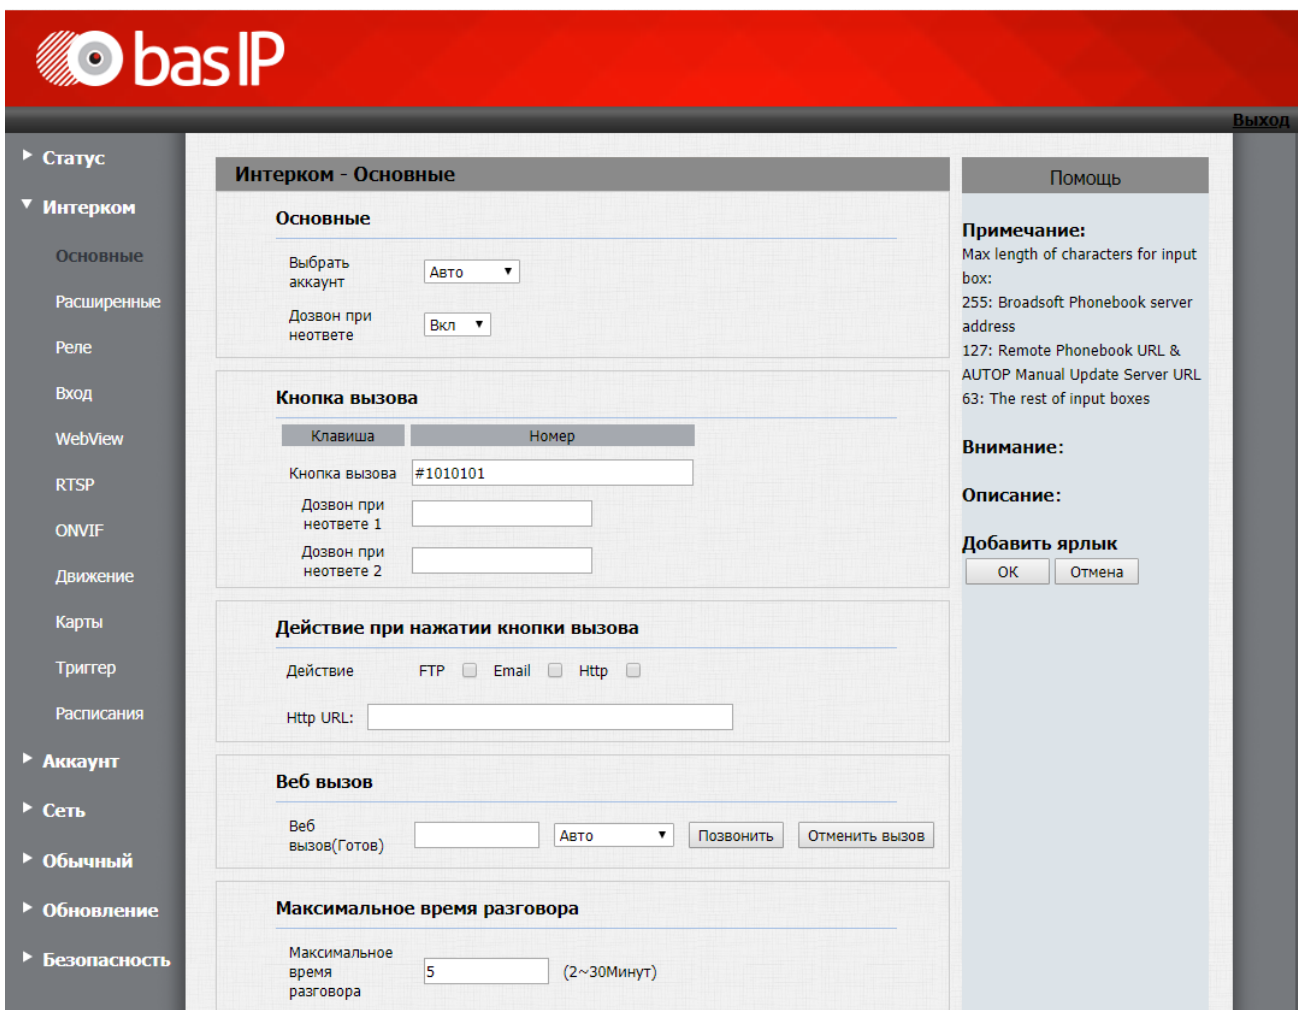 basIP
Выход
Статус
Интерком
Основные
Расширенные
Реле
Вход
WebView
RTSP
ONVIF
Движение
Карты
Триггер
Расписания
Аккаунт
Сеть
Обычный
Обновление
Безопасность
Интерком - Основные
Основные
Выбрать
аккаунт
Авто
Дозвон при
неответе
Вкл
Кнопка вызова
Клавиша Номер
Кнопка вызова #1010101
Дозвон при
неответе 1
Дозвон при
неответе 2
Действие при нажатии кнопки вызова
Действие FTP Email Http
Http URL:
Веб вызов
Веб
вызов(Готов)
Авто Позвонить Отменить вызов
Максимальное время разговора
Максимальное
время
разговора
5 (2~30Минут)
Помощь
Примечание:
Max length of characters for input
box:
255: Broadsoft Phonebook server
address
127: Remote Phonebook URL &
AUTOP Manual Update Server URL
63: The rest of input boxes
Внимание:
Описание:
Добавить ярлык
ОК Отмена